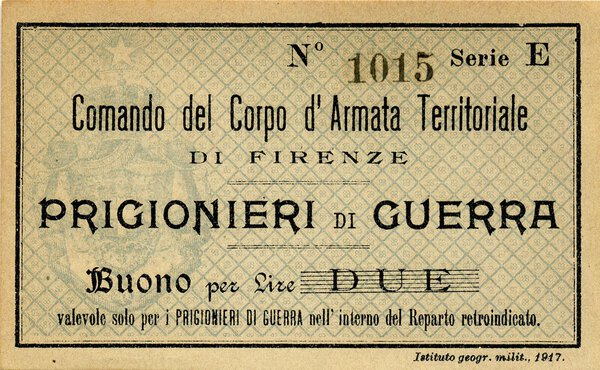 Nº 1015 Serie E
Comando del Corpo d'Armata Territoriale
DI FIRENZE
PRIGIONIERI DI GUERRA
Buono per Lire DUE
valevole solo per i PRIGIONIERI DI GUERRA nell'interno del Reparto retroindicato.
Istituto geogr. milit., 1917.